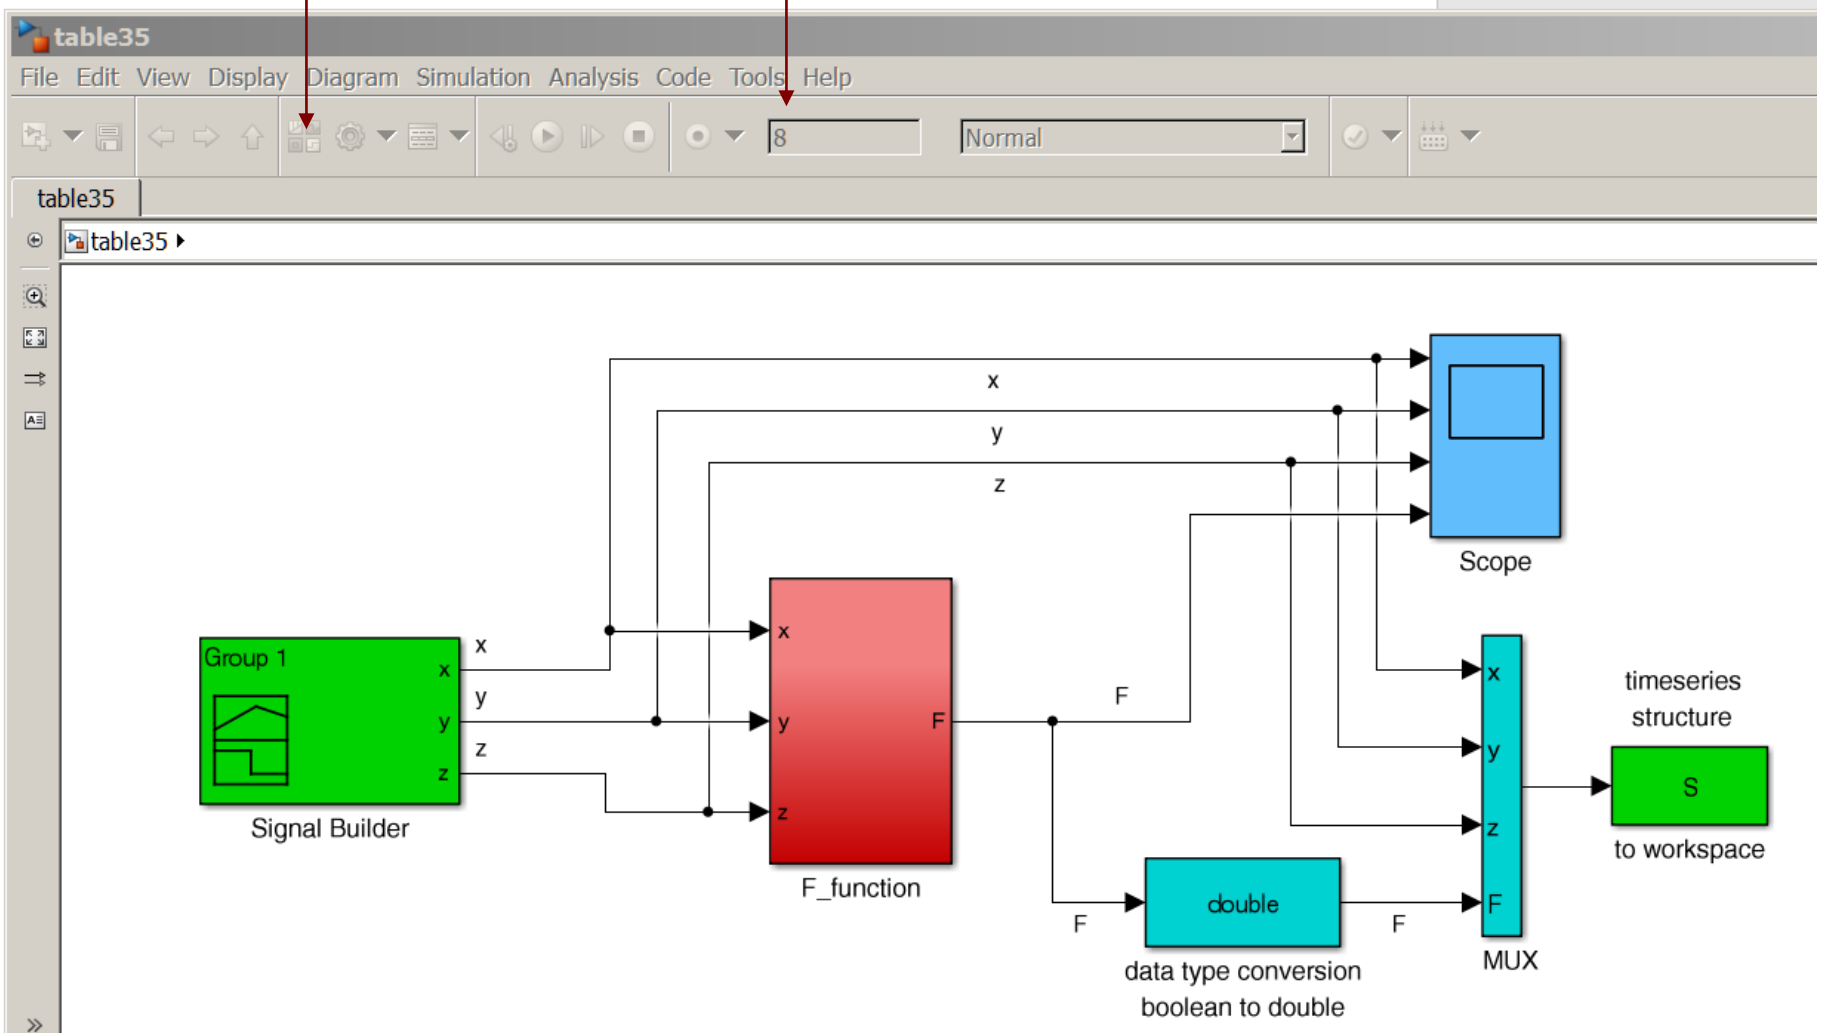 table35
File Edit View Display Diagram Simulation Analysis Code Tools Help
8
Normal
table35
table35
x
y
z
Scope
Group 1
x
y
z
x
y
z
Signal Builder
x
y
z
F
F_function
F
F
double
F
data type conversion
boolean to double
x
y
z
F
MUX
timeseries
structure
S
to workspace